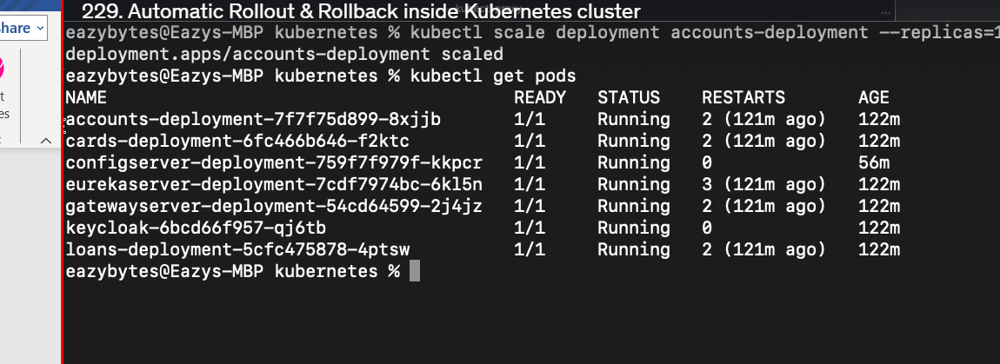 229. Automatic Rollout & Rollback inside Kubernetes cluster
share
eazybytes@Eazys-MBP kubernetes % kubectl scale deployment accounts-deployment --replicas=1
deployment.apps/accounts-deployment scaled
eazybytes@Eazys-MBP kubernetes % kubectl get pods
NAME READY STATUS RESTARTS AGE
accounts-deployment-7f7f75d899-8xjjb 1/1 Running 2 (121m ago) 122m
cards-deployment-6fc466b646-f2ktc 1/1 Running 2 (121m ago) 122m
configserver-deployment-759f7f979f-kkpcr 1/1 Running 0 56m
eurekaserver-deployment-7cdf7974bc-6kl5n 1/1 Running 3 (121m ago) 122m
gatewayserver-deployment-54cd64599-2j4jz 1/1 Running 2 (121m ago) 122m
keycloak-6bcd66f957-qj6tb 1/1 Running 0 122m
loans-deployment-5cfc475878-4ptsw 1/1 Running 2 (121m ago) 122m
eazybytes@Eazys-MBP kubernetes %